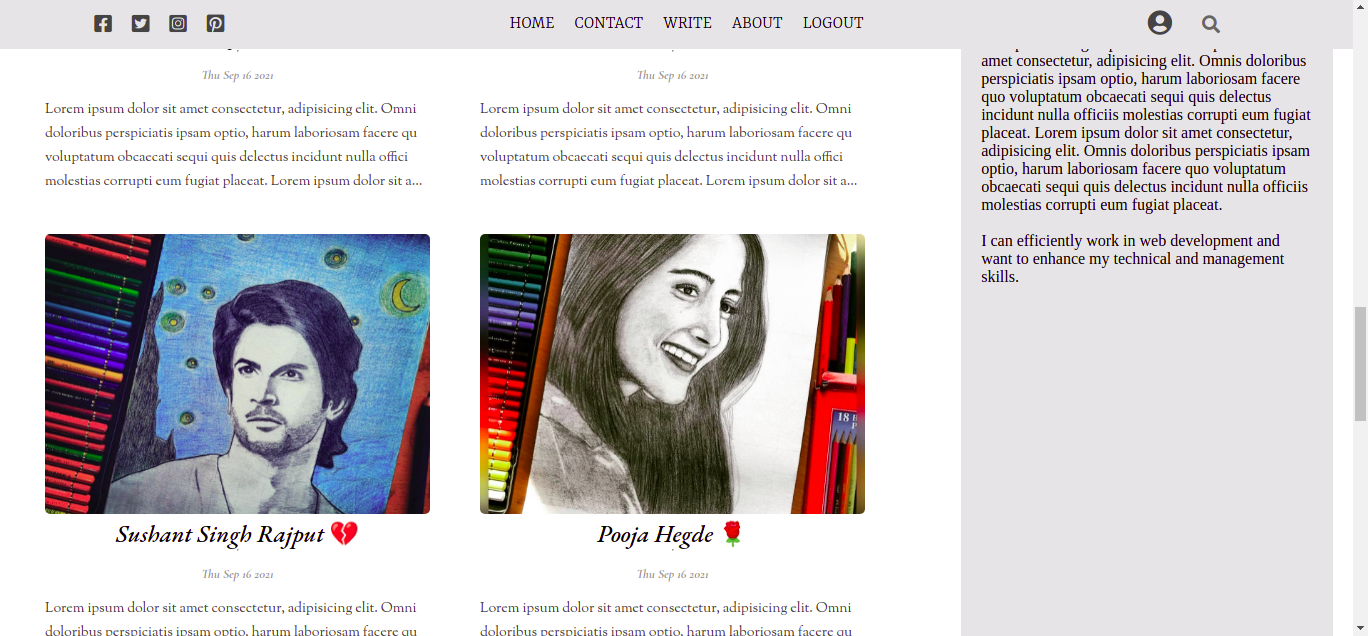 HOME CONTACT WRITE ABOUT LOGOUT
Thu Sep 16 2021
Lorem ipsum dolor sit amet consectetur, adipisicing elit. Omni
doloribus perspiciatis ipsam optio, harum laboriosam facere qu
voluptatum obcaecati sequi quis delectus incidunt nulla offici
molestias corrupti eum fugiat placeat. Lorem ipsum dolor sit a...
Thu Sep 16 2021
Lorem ipsum dolor sit amet consectetur, adipisicing elit. Omni
doloribus perspiciatis ipsam optio, harum laboriosam facere qu
voluptatum obcaecati sequi quis delectus incidunt nulla offici
molestias corrupti eum fugiat placeat. Lorem ipsum dolor sit a...
Sushant Singh Rajput 💔
Thu Sep 16 2021
Lorem ipsum dolor sit amet consectetur, adipisicing elit. Omni
doloribus perspiciatis ipsam optio, harum laboriosam facere qu
18
Pooja Hegde 🌹
Thu Sep 16 2021
Lorem ipsum dolor sit amet consectetur, adipisicing elit. Omni
doloribus perspiciatis ipsam optio, harum laboriosam facere qu
amet consectetur, adipisicing elit. Omnis doloribus
perspiciatis ipsam optio, harum laboriosam facere
quo voluptatum obcaecati sequi quis delectus
incidunt nulla officiis molestias corrupti eum fugiat
placeat. Lorem ipsum dolor sit amet consectetur,
adipisicing elit. Omnis doloribus perspiciatis ipsam
optio, harum laboriosam facere quo voluptatum
obcaecati sequi quis delectus incidunt nulla officiis
molestias corrupti eum fugiat placeat.
I can efficiently work in web development and
want to enhance my technical and management
skills.